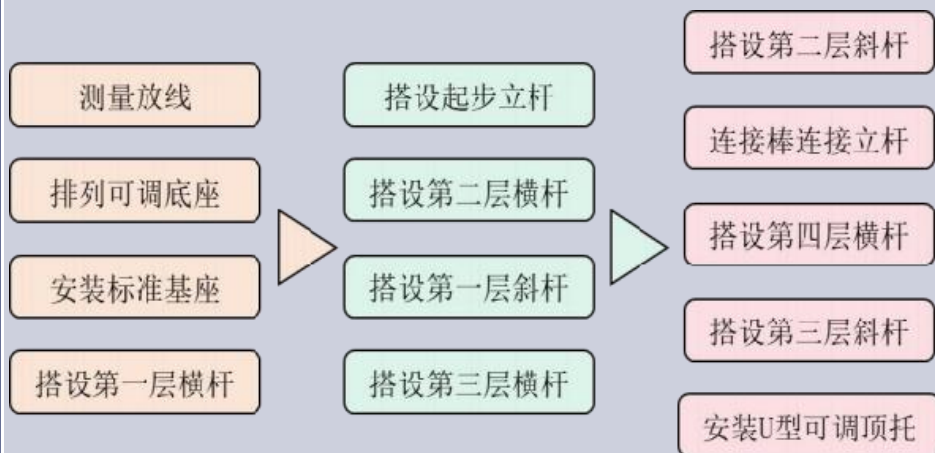 测量放线
排列可调底座
安装标准基座
搭设第一层横杆
搭设起步立杆
搭设第二层横杆
搭设第一层斜杆
搭设第三层横杆
搭设第二层斜杆
连接棒连接立杆
搭设第四层横杆
搭设第三层斜杆
安装U型可调顶托